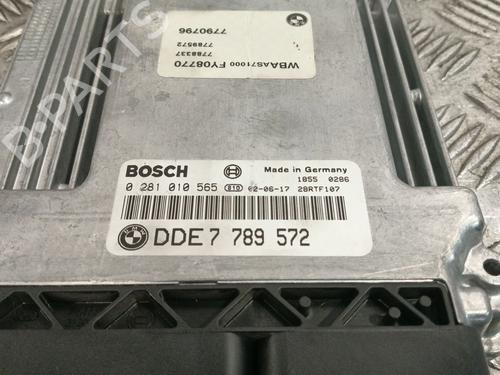 7790796
7789572
7788337
WBAAS71000 FY08770
BOSCH
Made in Germany
1855 0286
0 281 010 565 810 02-06-17 28RTF107
DDE 7 789 572